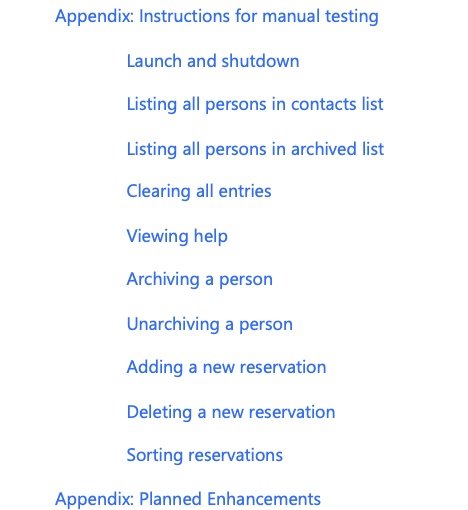 Appendix: Instructions for manual testing
Launch and shutdown
Listing all persons in contacts list
Listing all persons in archived list
Clearing all entries
Viewing help
Archiving a person
Unarchiving a person
Adding a new reservation
Deleting a new reservation
Sorting reservations
Appendix: Planned Enhancements